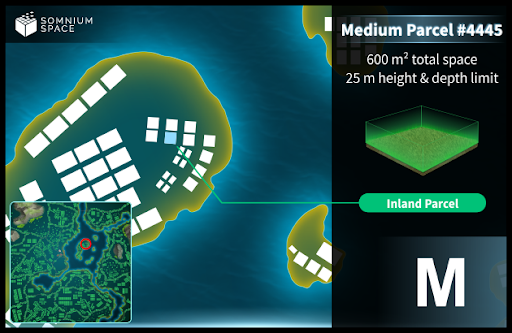 SOMNIUM
SPACE
Medium Parcel #4445
600 m² total space
25 m height & depth limit
Inland Parcel
M